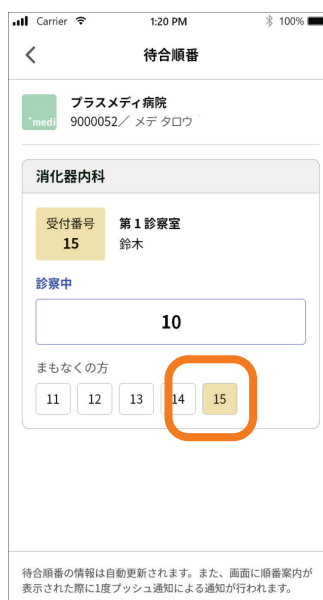 Carrier 1:20 PM 100%
待合順番
プラスメディ病院
+medi 9000052／ メデ タロウ
消化器内科
受付番号 第1診察室
15 鈴木
診察中
10
まもなくの方
11 12 13 14 15
待合順番の情報は自動更新されます。また、画面に順番案内が
表示された際に1度プッシュ通知による通知が行われます。